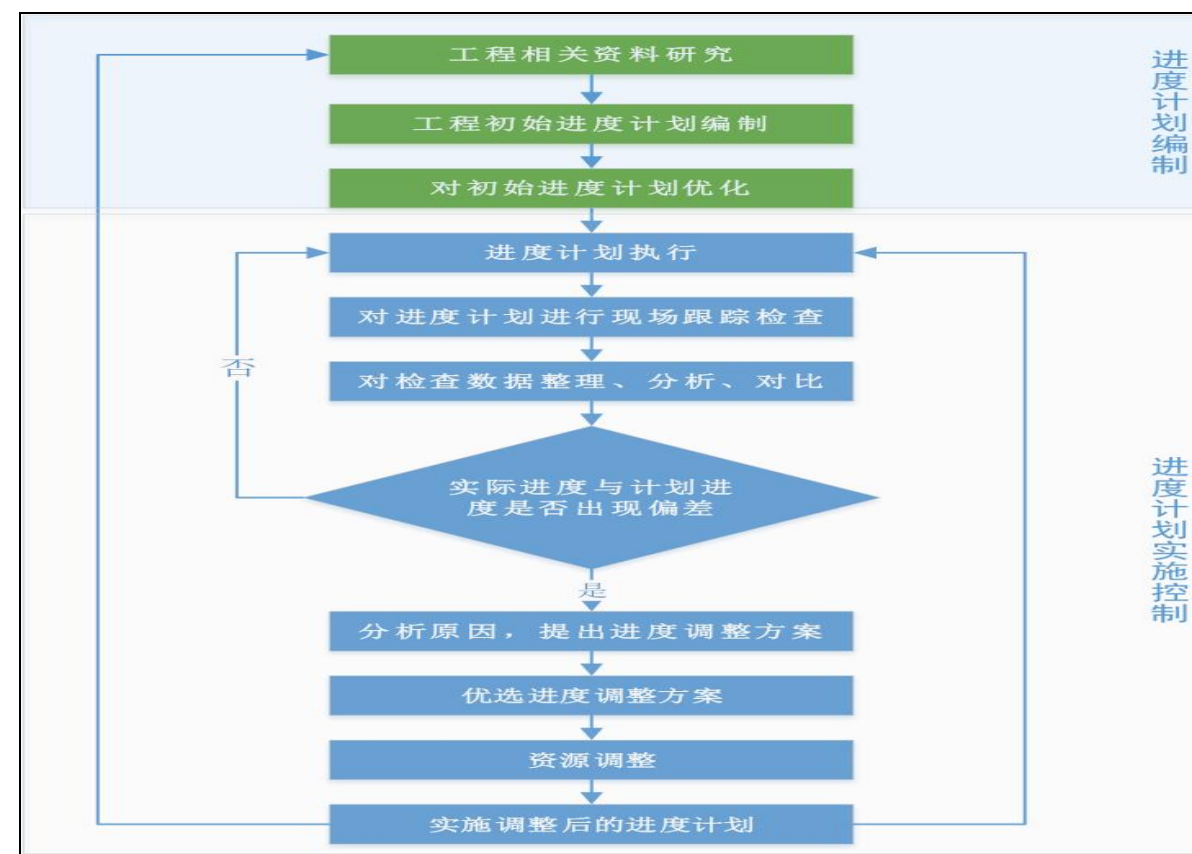 工程相关资料研究
工程初始进度计划编制
对初始进度计划优化
进度计划编制
进度计划执行
对进度计划进行现场跟踪检查
对检查数据整理、分析、对比
否
实际进度与计划进
度是否出现偏差
是
分析原因，提出进度调整方案
优选进度调整方案
资源调整
实施调整后的进度计划
进度计划实施控制